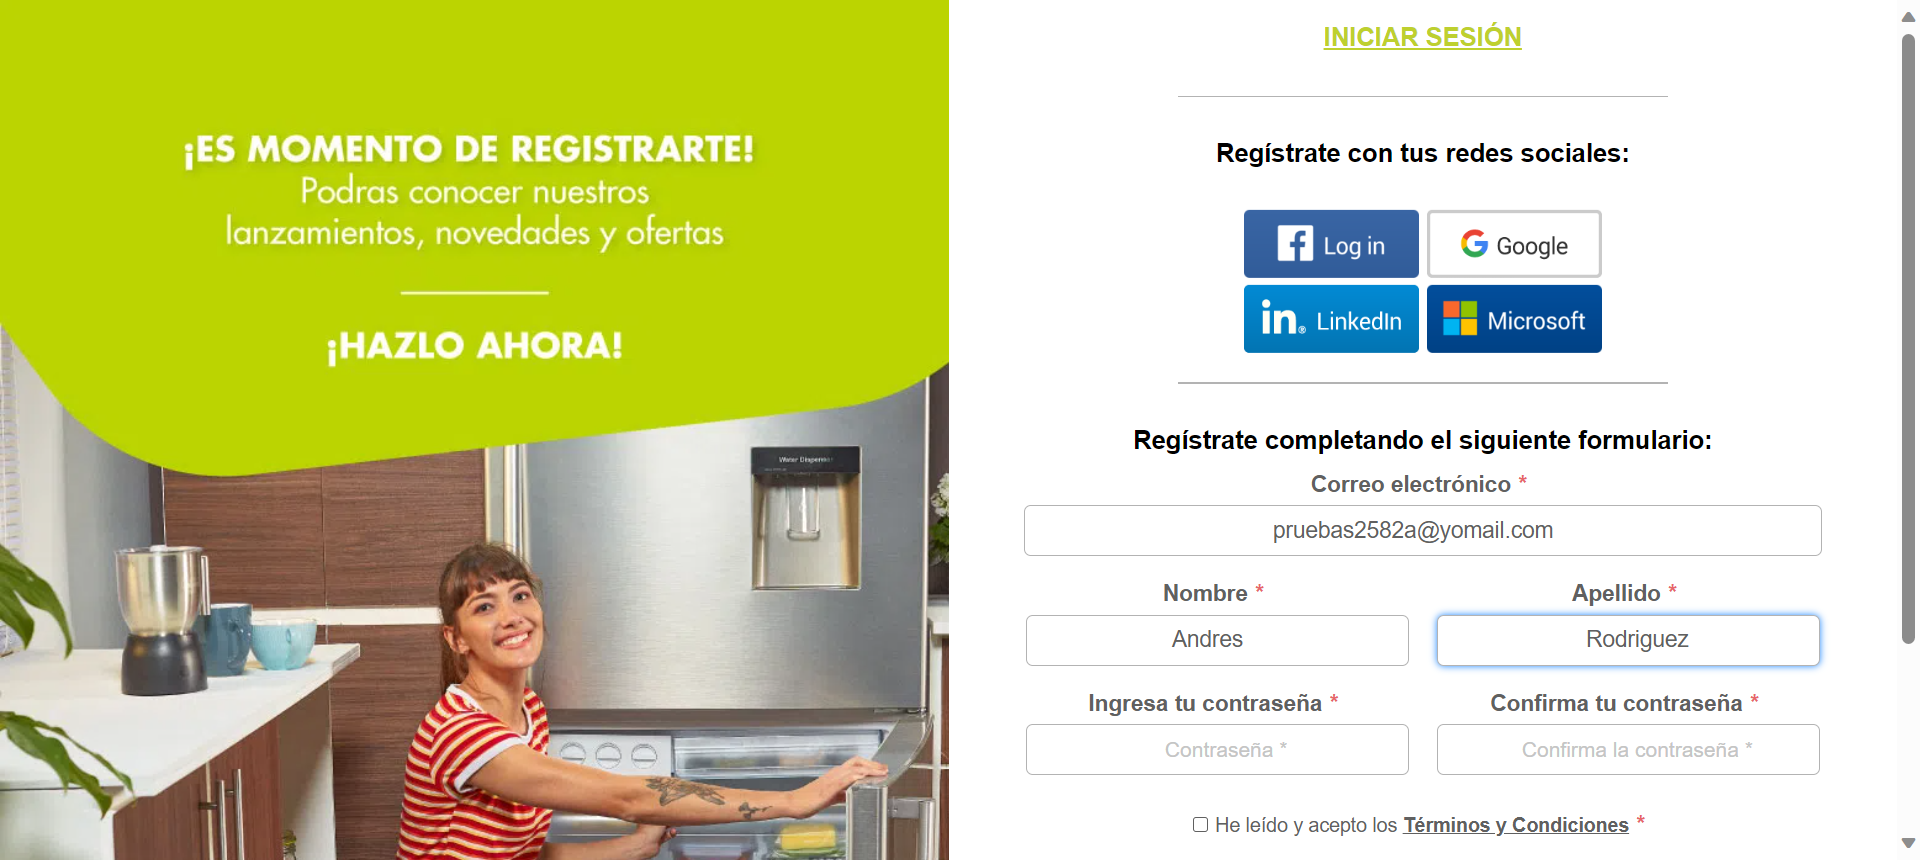 ¡ES MOMENTO DE REGISTRARTE!
Podras conocer nuestros
lanzamientos, novedades y ofertas
¡HAZLO AHORA!
Water Dispenser
INICIAR SESIÓN
Regístrate con tus redes sociales:
Log in
Google
in. LinkedIn
Microsoft
Regístrate completando el siguiente formulario:
Correo electrónico *
pruebas2582a@yomail.com
Nombre * Apellido *
Andres Rodriguez
Ingresa tu contraseña * Confirma tu contraseña *
Contraseña * Confirma la contraseña *
He leído y acepto los Términos y Condiciones *